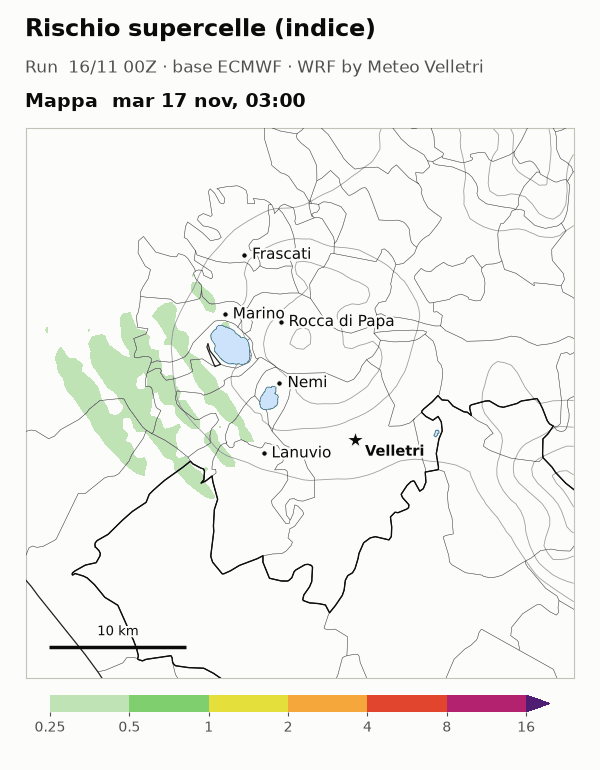 Rischio supercelle (indice)
Run  16/11 00Z · base ECMWF · WRF by Meteo Velletri
Mappa  mar 17 nov, 03:00
Frascati
Marino
Rocca di Papa
Nemi
Velletri
Lanuvio
10 km
0.25 0.5 1 2 4 8 16